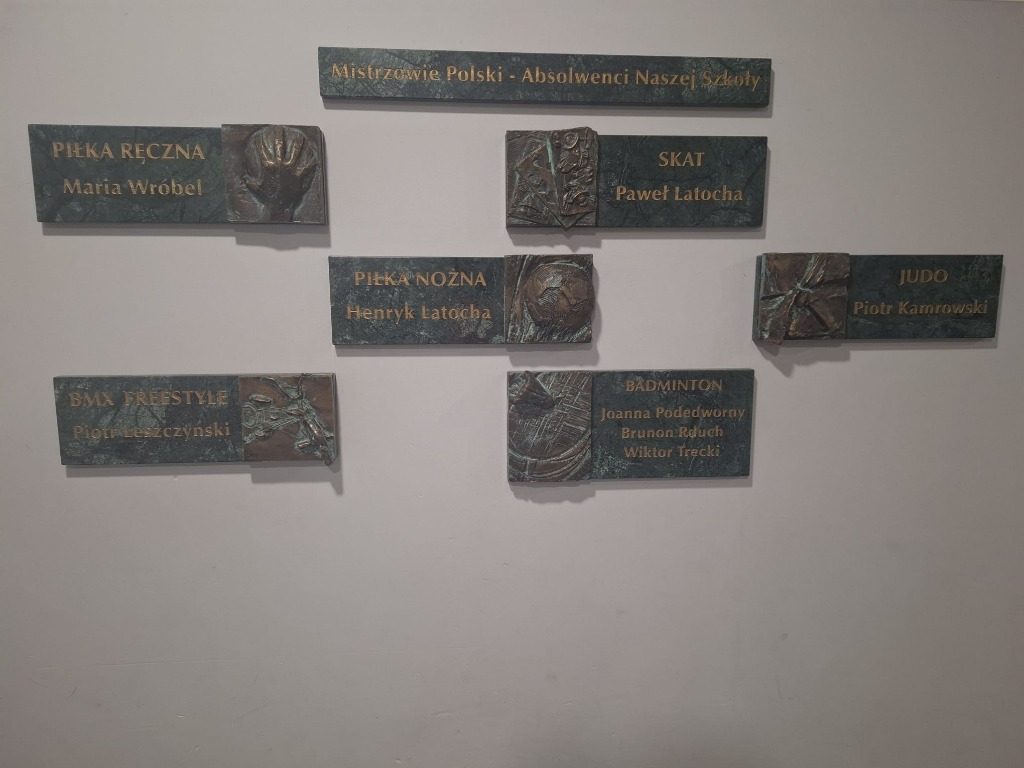 Mistrzowie Polski - Absolwenci Naszej Szkoły
PIŁKA RĘCZNA
Maria Wróbel
SKAT
Paweł Latocha
PIŁKA NOŻNA
Henryk Latocha
JUDO
Piotr Kamrowski
BMX FREESTYLE
Piotr Leszczyński
BADMINTON
Joanna Podedworny
Brunon Rduch
Wiktor Trecki